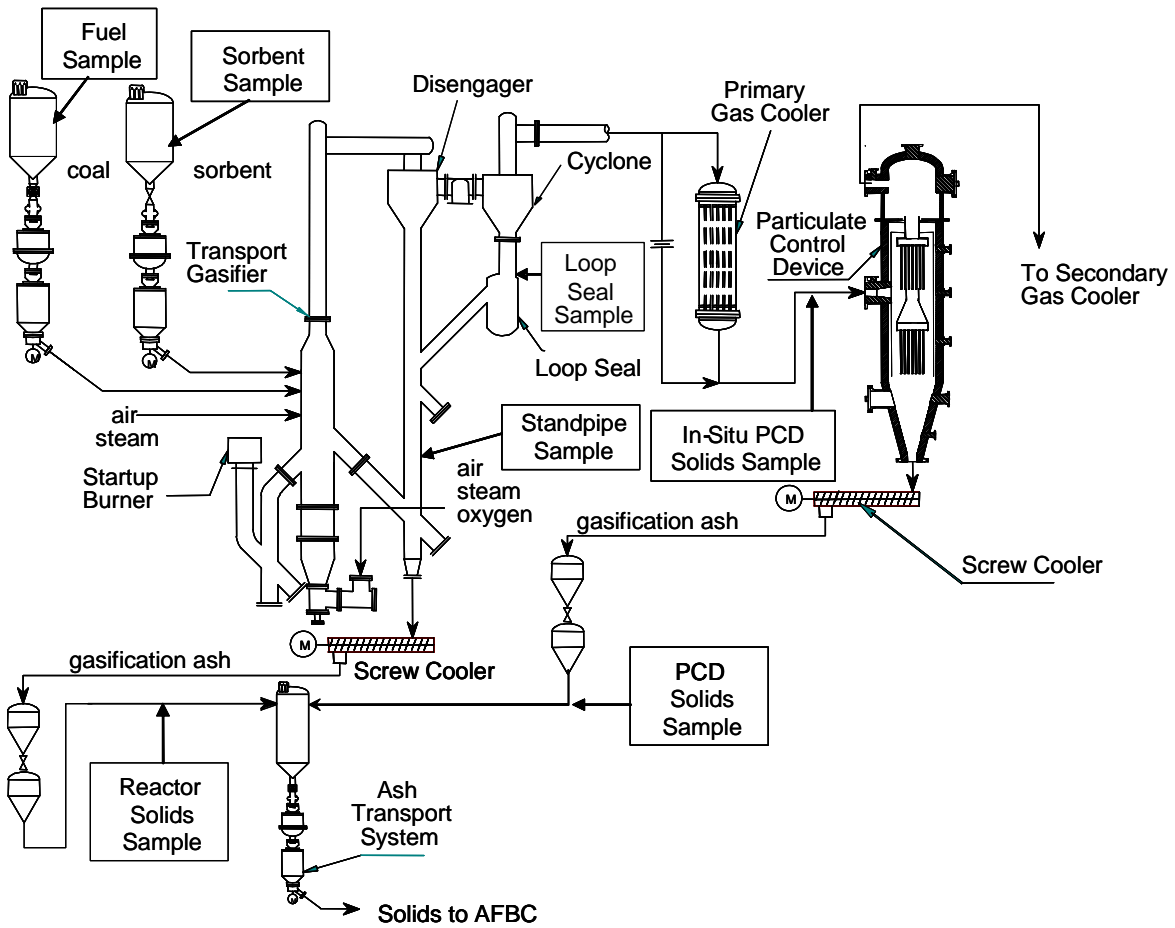 Fuel
Sample
Sorbent
Sample
Disengager
Primary
Gas Cooler
coal
sorbent
Cyclone
Transport
Gasifier
Loop
Seal
Sample
Particulate
Control
Device
To Secondary
Gas Cooler
Loop Seal
air
steam
Standpipe
Sample
In-Situ PCD
Solids Sample
Startup
Burner
air
steam
oxygen
M
M
M
gasification ash
Screw Cooler
M
gasification ash
Screw Cooler
PCD
Solids
Sample
Reactor
Solids
Sample
Ash
Transport
System
M
Solids to AFBC